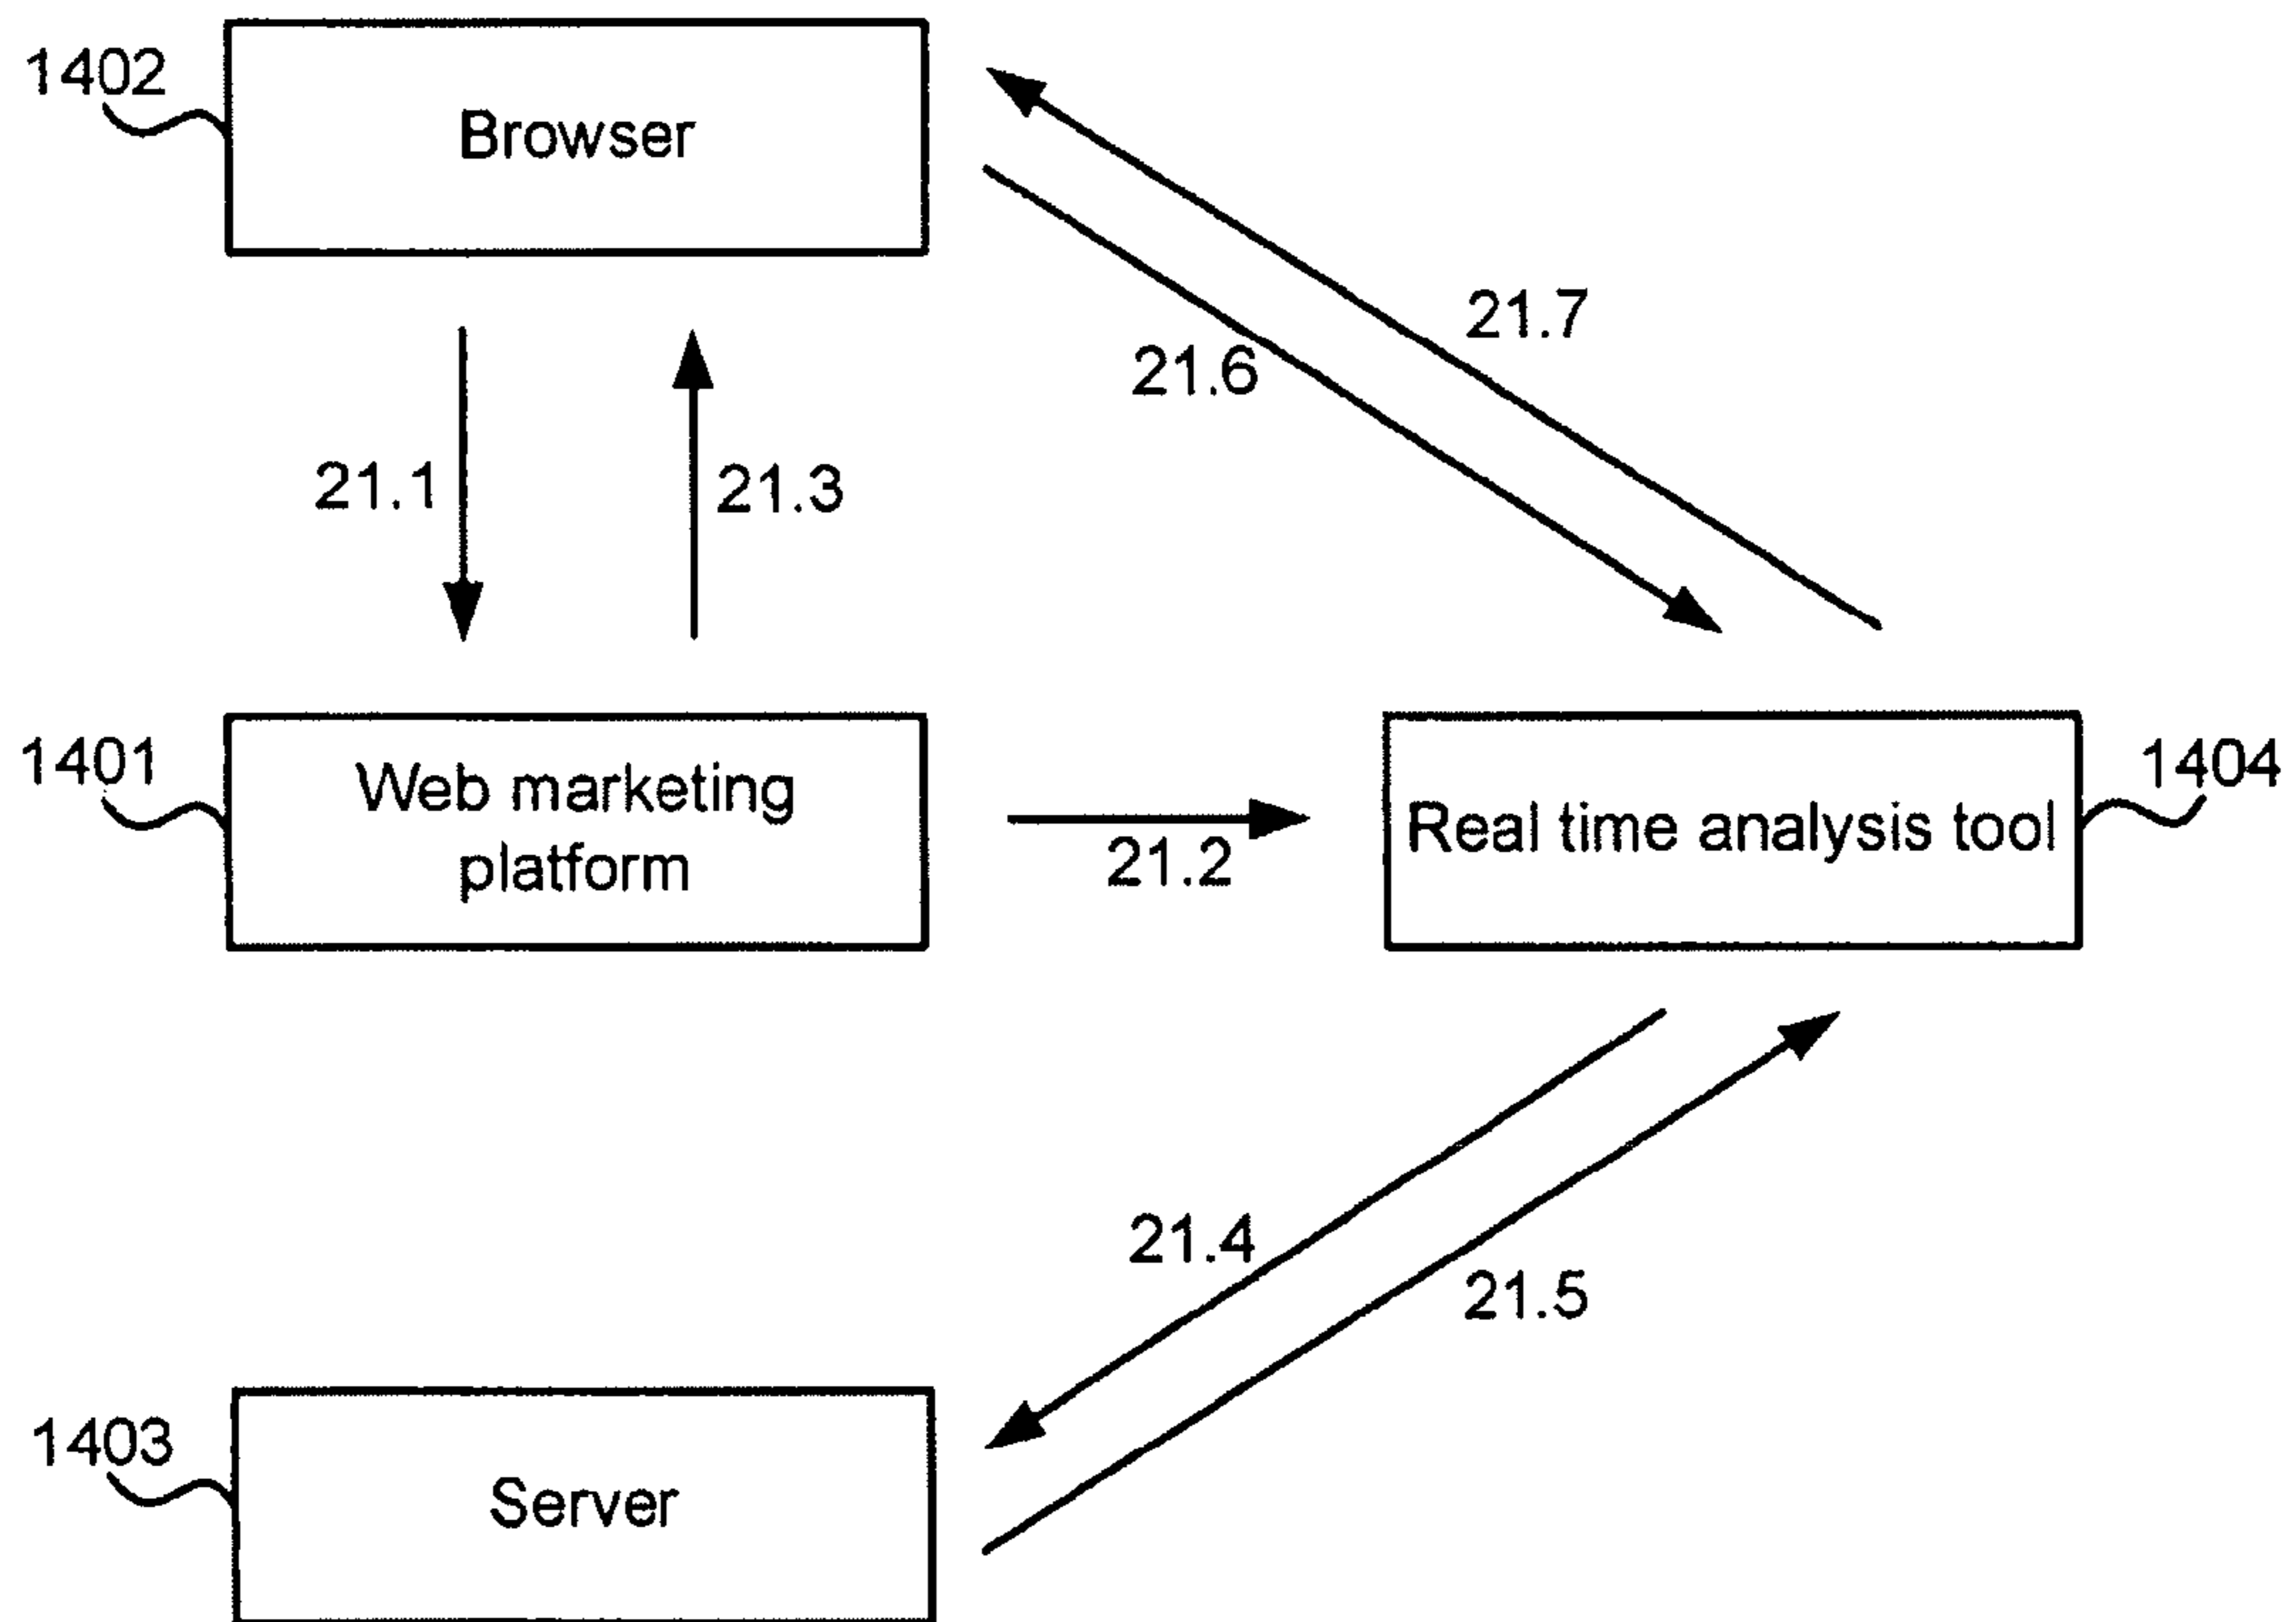 1402
Browser
21.7
21.6
21.1
21.3
1401
Web marketing
platform
21.2
Real time analysis tool
1404
21.4
21.5
1403
Server